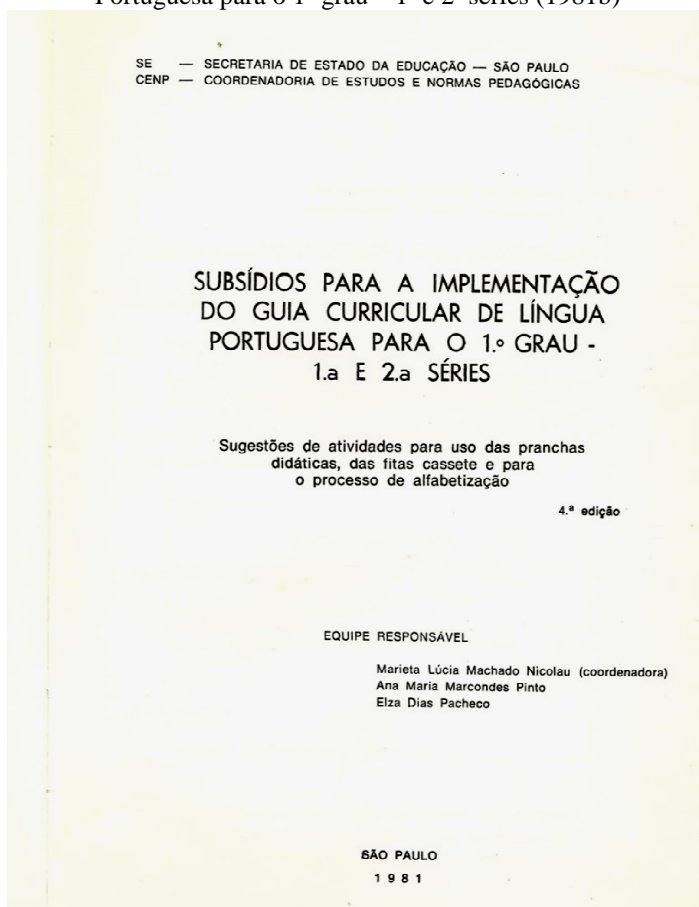 Portuguesa para o 1º grau – 1ª e 2ª séries (1981b)
SE — SECRETARIA DE ESTADO DA EDUCAÇÃO — SÃO PAULO
CENP — COORDENADORIA DE ESTUDOS E NORMAS PEDAGÓGICAS
SUBSÍDIOS PARA A IMPLEMENTAÇÃO
DO GUIA CURRICULAR DE LÍNGUA
PORTUGUESA PARA O 1.º GRAU -
1.a E 2.a SÉRIES
Sugestões de atividades para uso das pranchas
didáticas, das fitas cassete e para
o processo de alfabetização
4.ª edição
EQUIPE RESPONSÁVEL
Marieta Lúcia Machado Nicolau (coordenadora)
Ana Maria Marcondes Pinto
Elza Dias Pacheco
SÃO PAULO
1981